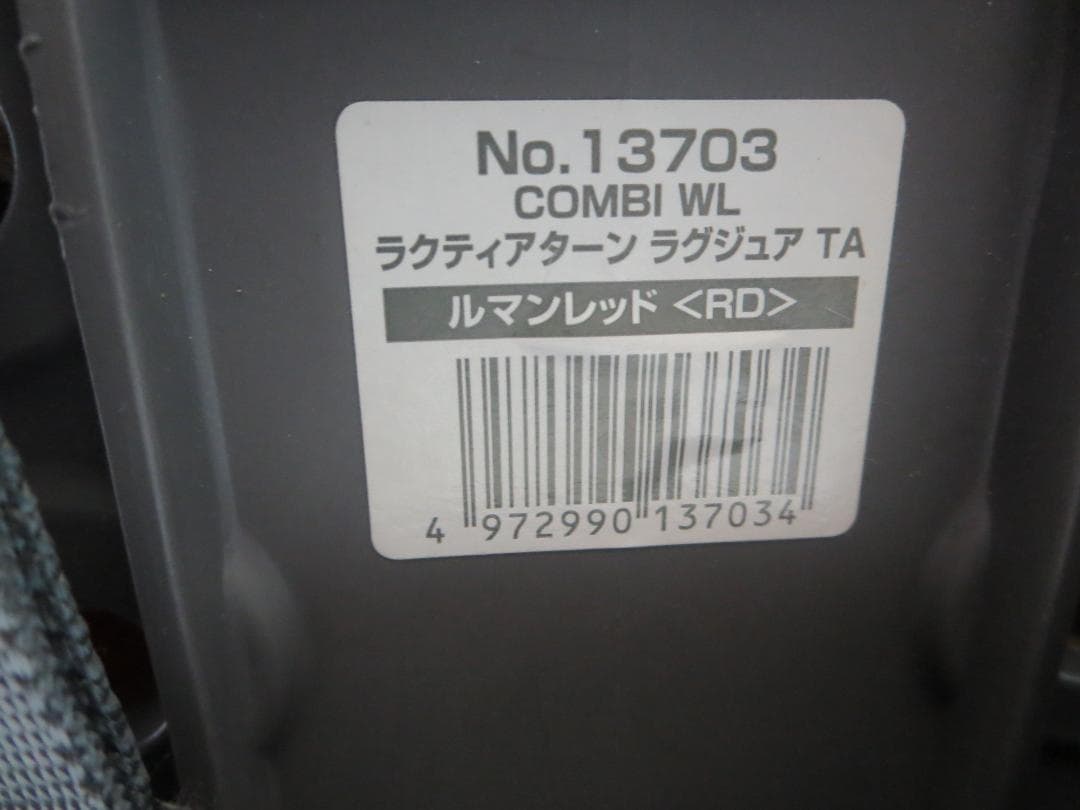 No.13703
COMBI WL
ラクティアターン ラグジュア TA
ルマンレッド <RD>
4 972990 137034